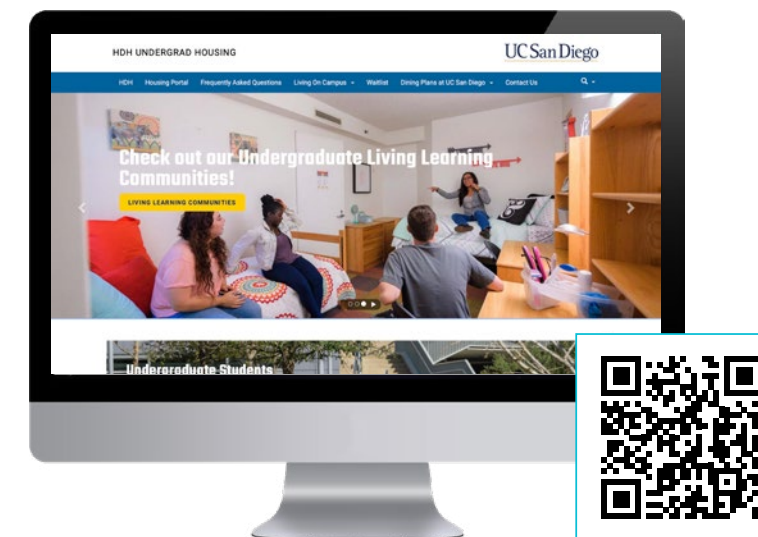 HDH UNDERGRAD HOUSING
UC San Diego
HDH Housing Portal Frequently Asked Questions Living On Campus Waitlist Dining Plans at UC San Diego Contact Us
Check out our Undergraduate Living Learning
Communities!
LIVING LEARNING COMMUNITIES
Undergraduate Students